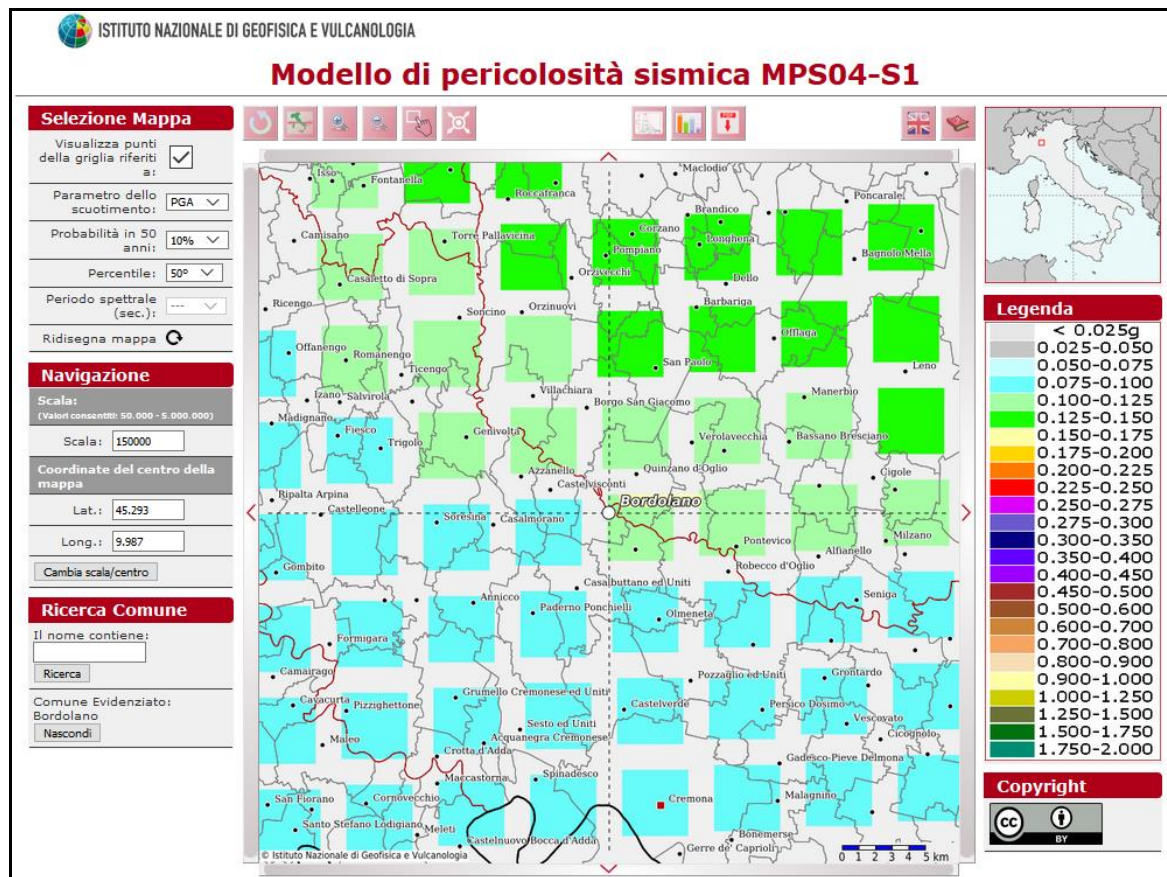 ISTITUTO NAZIONALE DI GEOFISICA E VULCANOLOGIA
Modello di pericolosità sismica MPS04-S1
Selezione Mappa
Visualizza punti
della griglia riferiti
a:
Parametro dello
scuotimento: PGA
Probabilità in 50
anni: 10%
Percentile: 50°
Periodo spettrale
(sec.): ---
Ridisegna mappa
Navigazione
Scala:
(Valori consentiti: 50.000 - 5.000.000)
Scala: 150000
Coordinate del centro della
mappa
Lat.: 45.293
Long.: 9.987
Cambia scala/centro
Ricerca Comune
Il nome contiene:
Ricerca
Comune Evidenziato:
Bordolano
Nascondi
PDF
Isso
Fontanella
Roccafranca
Maclodio
Poncarale
Brandico
Camisano
Torre Pallavicina
Corzano
Longhena
Pompiano
Bagnolo Mella
Casaletto di Sopra
Orzivecchi
Dello
Ricengo
Soncino
Orzinuovi
Barbariga
Offlaga
Offanengo
Romanengo
Ticengo
San Paolo
Leno
Izano
Salvirola
Villachiara
Borgo San Giacomo
Manerbio
Madignano
Fiesco
Trigolo
Genivolta
Verolavecchia
Bassano Bresciano
Azzanello
Quinzano d'Oglio
Cigole
Castelvisconti
Ripalta Arpina
Castelleone
Soresina
Casalmorano
Bordolano
Pontevico
Alfianello
Milzano
Gombito
Robecco d'Oglio
Casalbuttano ed Uniti
Annicco
Paderno Ponchielli
Olmeneta
Seniga
Formigara
Camairago
Pozzaglio ed Uniti
Grontardo
Cavacurta
Pizzighettone
Grumello Cremonese ed Uniti
Castelverde
Persico Dosimo
Sesto ed Uniti
Vescovato
Maleo
Acquanegra Cremonese
Cicognolo
Crotta d'Adda
Gadesco-Pieve Delmona
Maccastorna
Spinadesco
San Fiorano
Cornovecchio
Cremona
Malagnino
Santo Stefano Lodigiano
Meleti
Castelnuovo Bocca d'Adda
Bonemerse
Gerre de' Caprioli
© Istituto Nazionale di Geofisica e Vulcanologia
0 1 2 3 4 5 km
Legenda
< 0.025g
0.025-0.050
0.050-0.075
0.075-0.100
0.100-0.125
0.125-0.150
0.150-0.175
0.175-0.200
0.200-0.225
0.225-0.250
0.250-0.275
0.275-0.300
0.300-0.350
0.350-0.400
0.400-0.450
0.450-0.500
0.500-0.600
0.600-0.700
0.700-0.800
0.800-0.900
0.900-1.000
1.000-1.250
1.250-1.500
1.500-1.750
1.750-2.000
Copyright
cc
BY